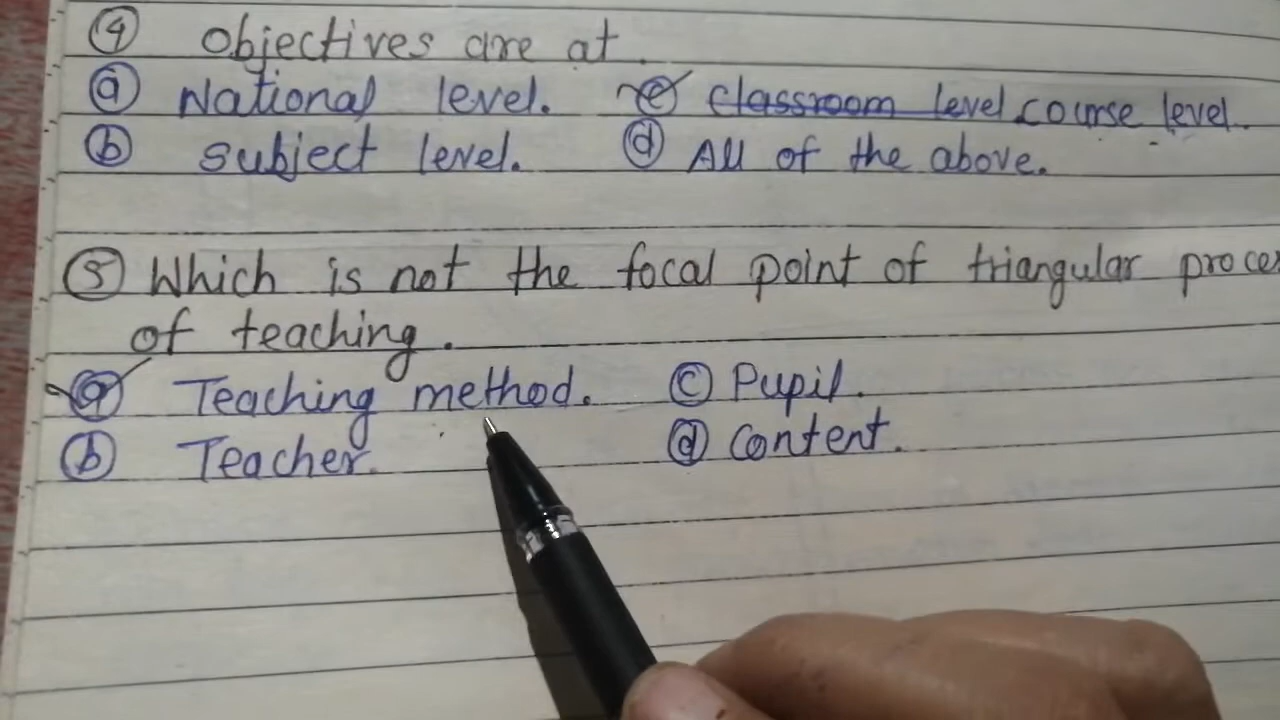 ④ Objectives are at.
ⓐ National level. ⓒ ~~classroom level~~ course level.
ⓑ subject level. ⓓ All of the above.
⑤ Which is not the focal point of triangular proces
of teaching.
ⓐ Teaching method. ⓒ Pupil.
ⓑ Teacher. ⓓ Content.